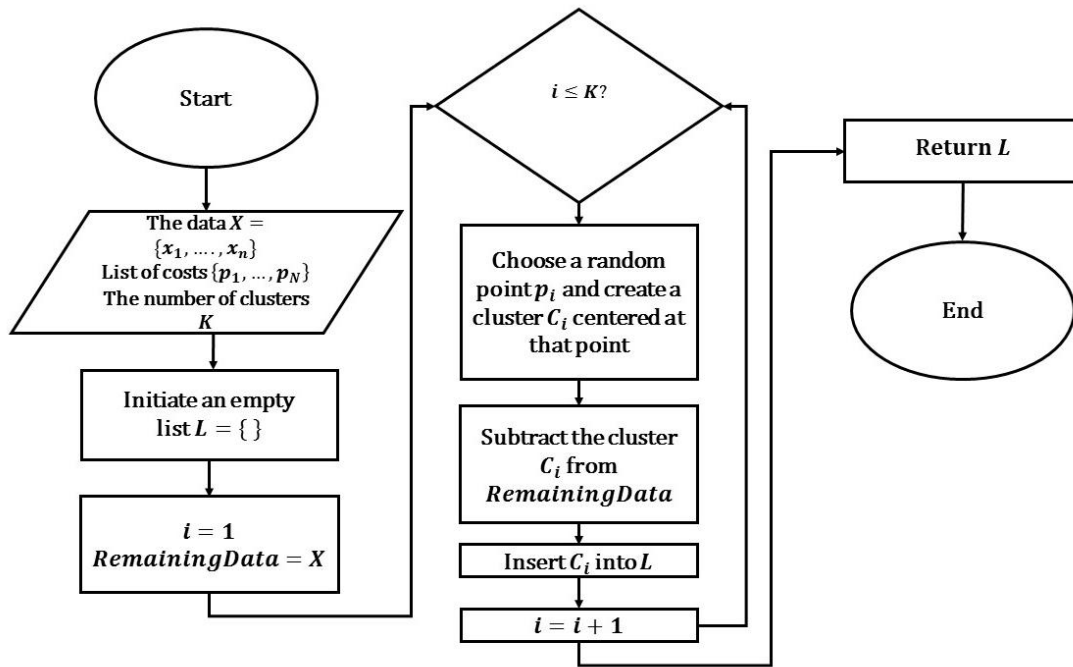 Start
The data X =
{x₁, ...., xₙ}
List of costs {p₁, ..., p_N}
The number of clusters
K
Initiate an empty
list L = { }
i = 1
RemainingData = X
i ≤ K?
Choose a random
point pᵢ and create a
cluster Cᵢ centered at
that point
Subtract the cluster
Cᵢ from
RemainingData
Insert Cᵢ into L
i = i + 1
Return L
End